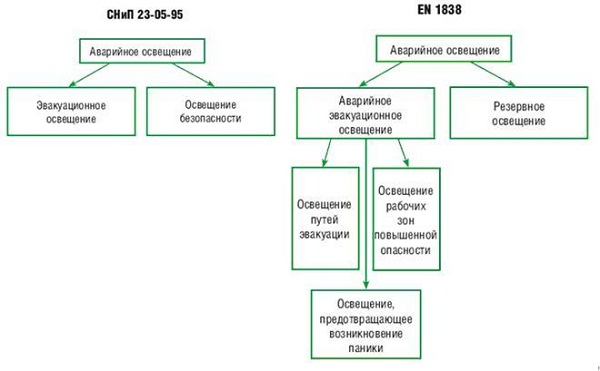 СНиП 23-05-95
Аварийное освещение
Эвакуационное
освещение
Освещение
безопасности
EN 1838
Аварийное освещение
Аварийное
эвакуационное
освещение
Резервное
освещение
Освещение
путей
эвакуации
Освещение
рабочих
зон
повышенной
опасности
Освещение,
предотвращающее
возникновение
паники